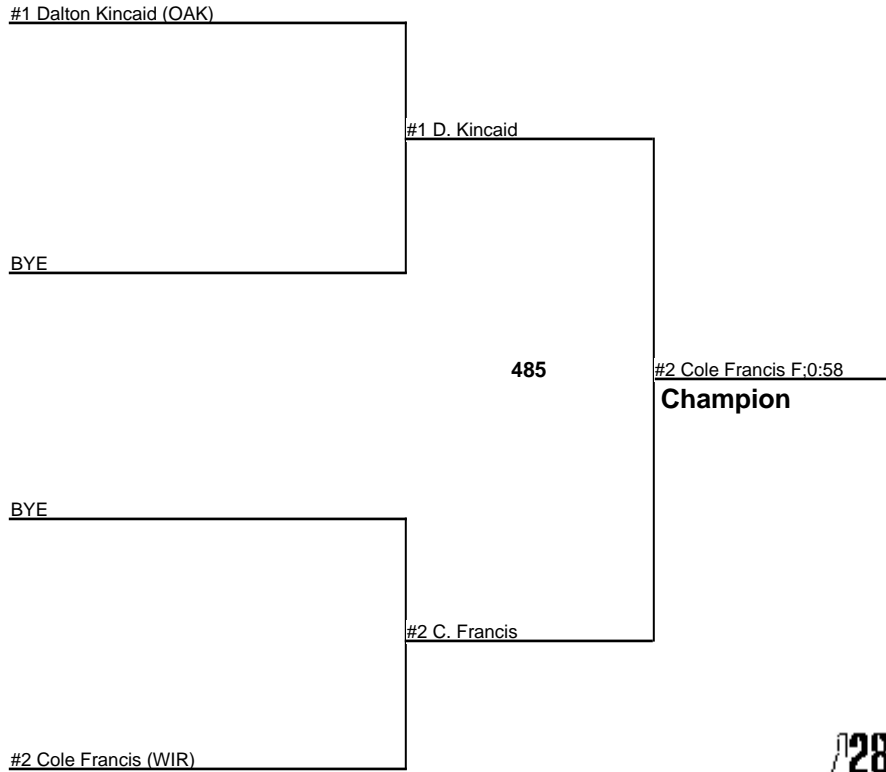 #1 Dalton Kincaid (OAK)
#1 D. Kincaid
BYE
485
#2 Cole Francis F;0:58
Champion
BYE
#2 C. Francis
#2 Cole Francis (WIR)
28